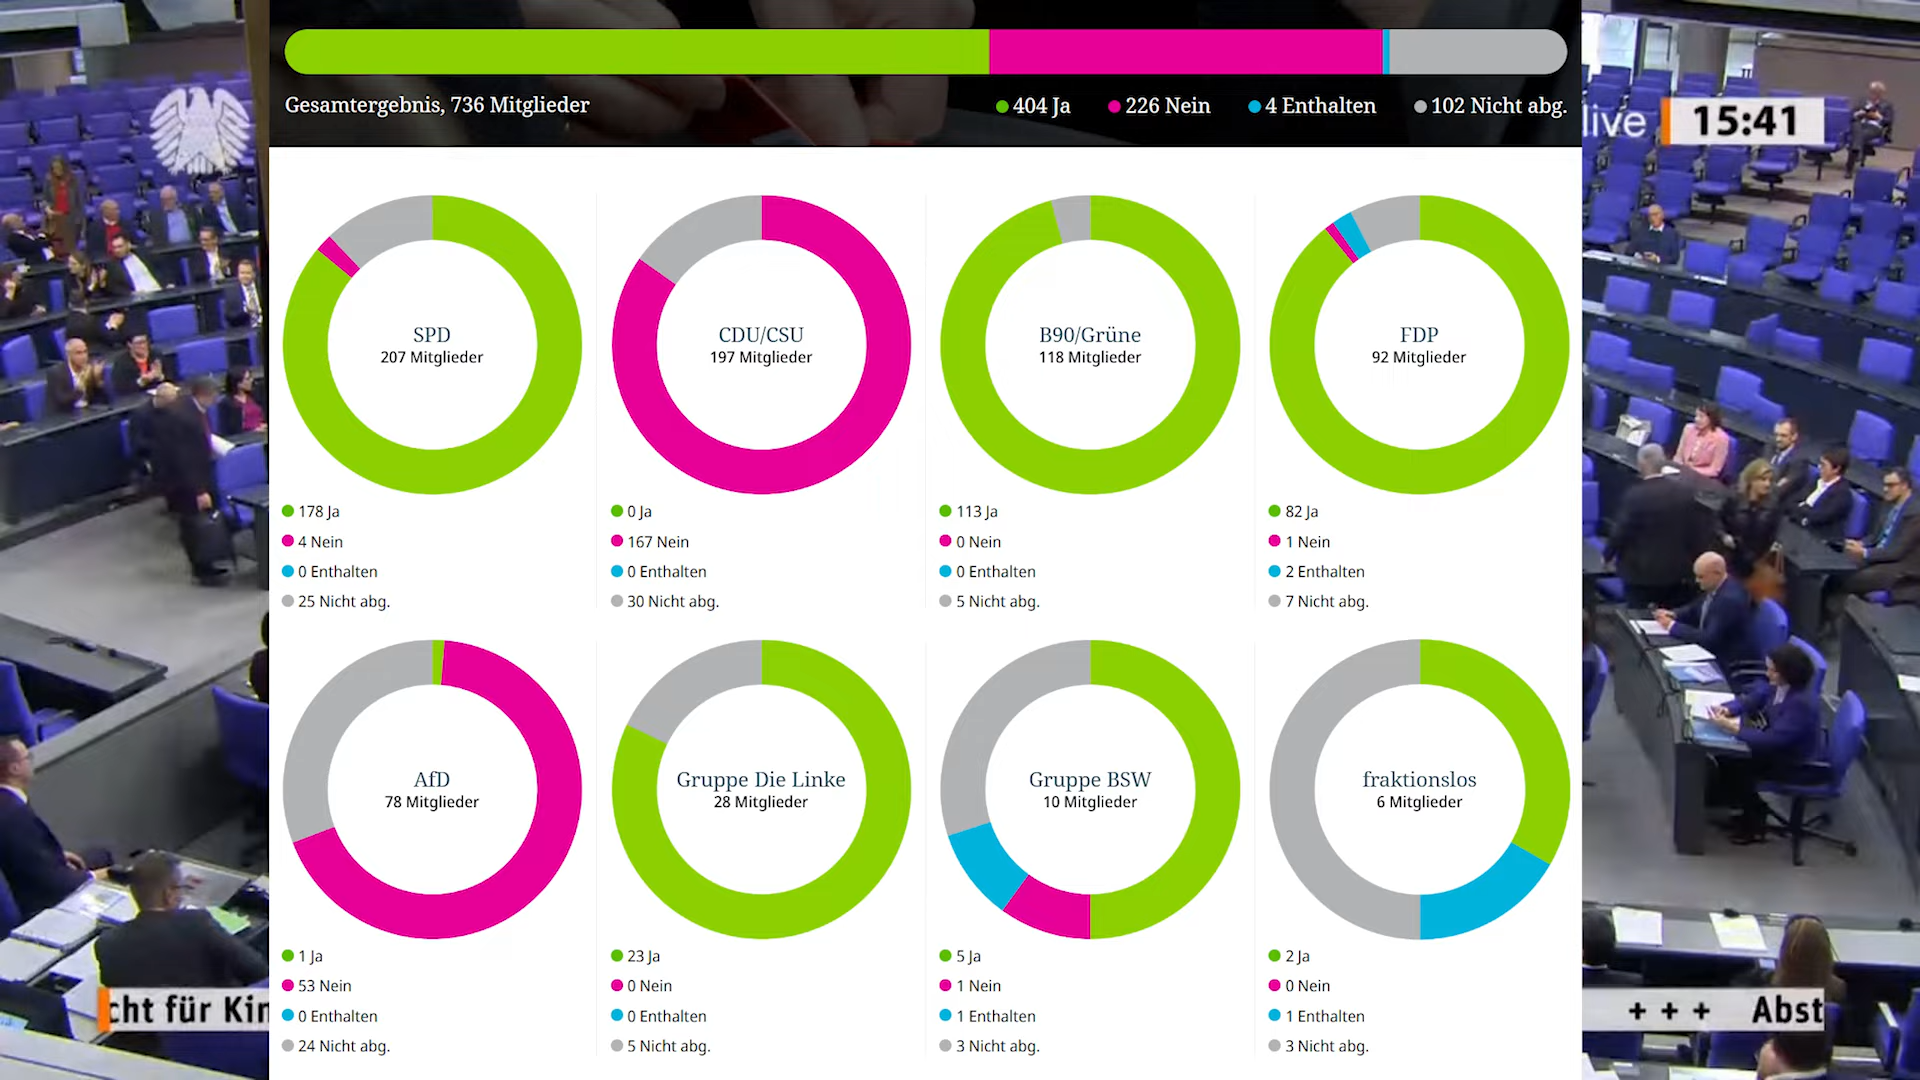 Gesamtergebnis, 736 Mitglieder
404 Ja
226 Nein
4 Enthalten
102 Nicht abg.
live
15:41
SPD
207 Mitglieder
178 Ja
4 Nein
0 Enthalten
25 Nicht abg.
CDU/CSU
197 Mitglieder
0 Ja
167 Nein
0 Enthalten
30 Nicht abg.
B90/Grüne
118 Mitglieder
113 Ja
0 Nein
0 Enthalten
5 Nicht abg.
FDP
92 Mitglieder
82 Ja
1 Nein
2 Enthalten
7 Nicht abg.
AfD
78 Mitglieder
1 Ja
53 Nein
0 Enthalten
24 Nicht abg.
Gruppe Die Linke
28 Mitglieder
23 Ja
0 Nein
0 Enthalten
5 Nicht abg.
Gruppe BSW
10 Mitglieder
5 Ja
1 Nein
1 Enthalten
3 Nicht abg.
fraktionslos
6 Mitglieder
2 Ja
0 Nein
1 Enthalten
3 Nicht abg.
cht für Kin
+ + + Abst